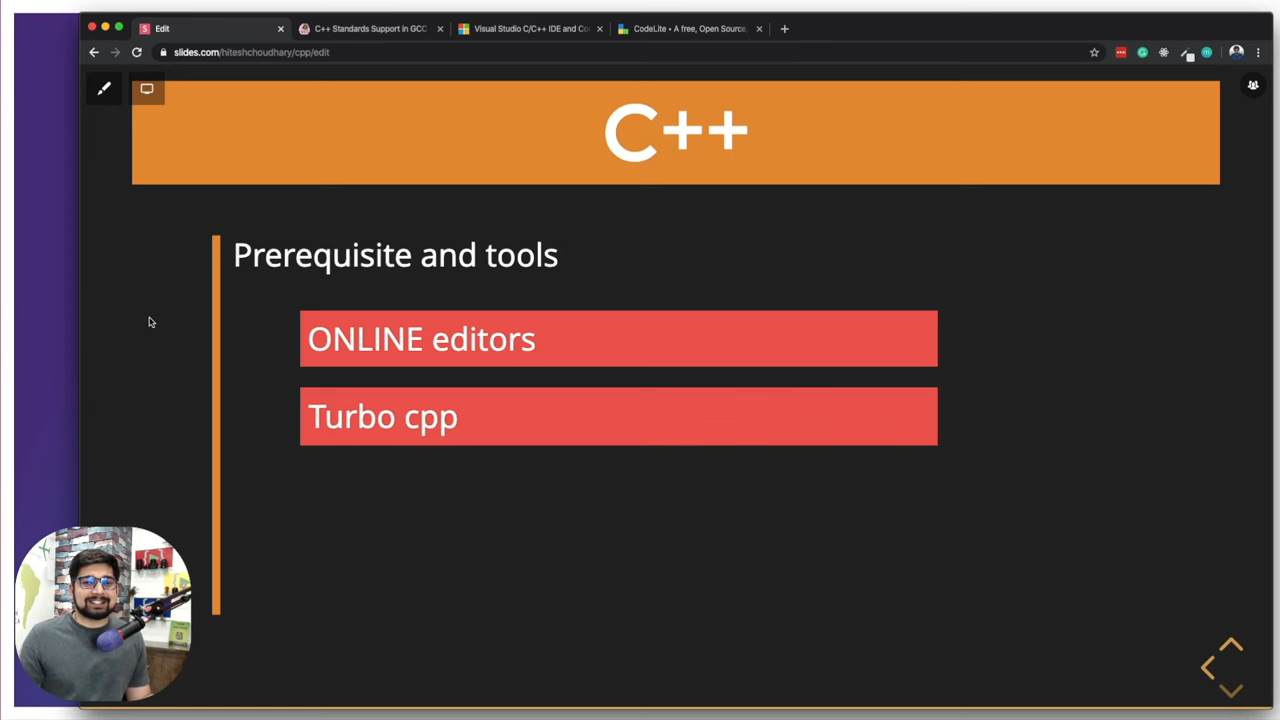 Edit
C++ Standards Support in GCC
Visual Studio C/C++ IDE and Co
CodeLite • A free, Open Source,
slides.com/hiteshchoudhary/cpp/edit
C++
Prerequisite and tools
ONLINE editors
Turbo cpp